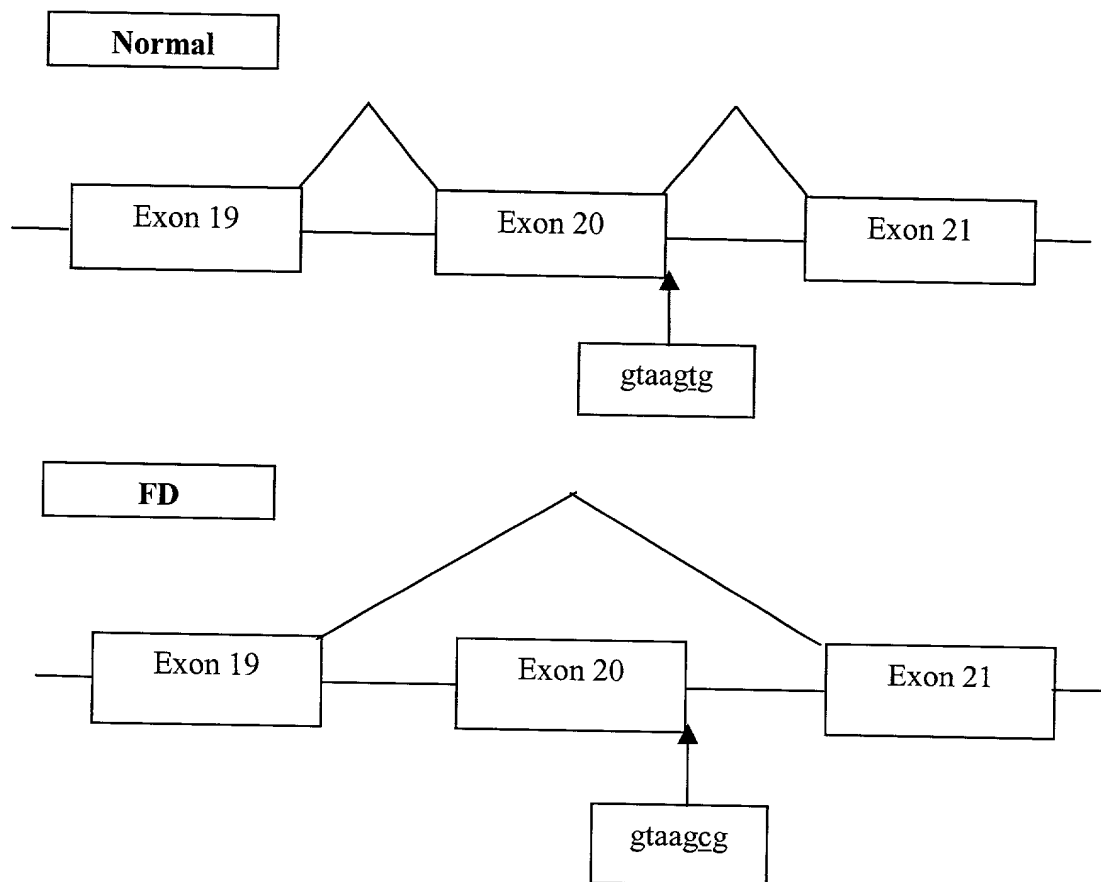 Normal
Exon 19
Exon 20
Exon 21
gtaagtg
FD
Exon 19
Exon 20
Exon 21
gtaagcg